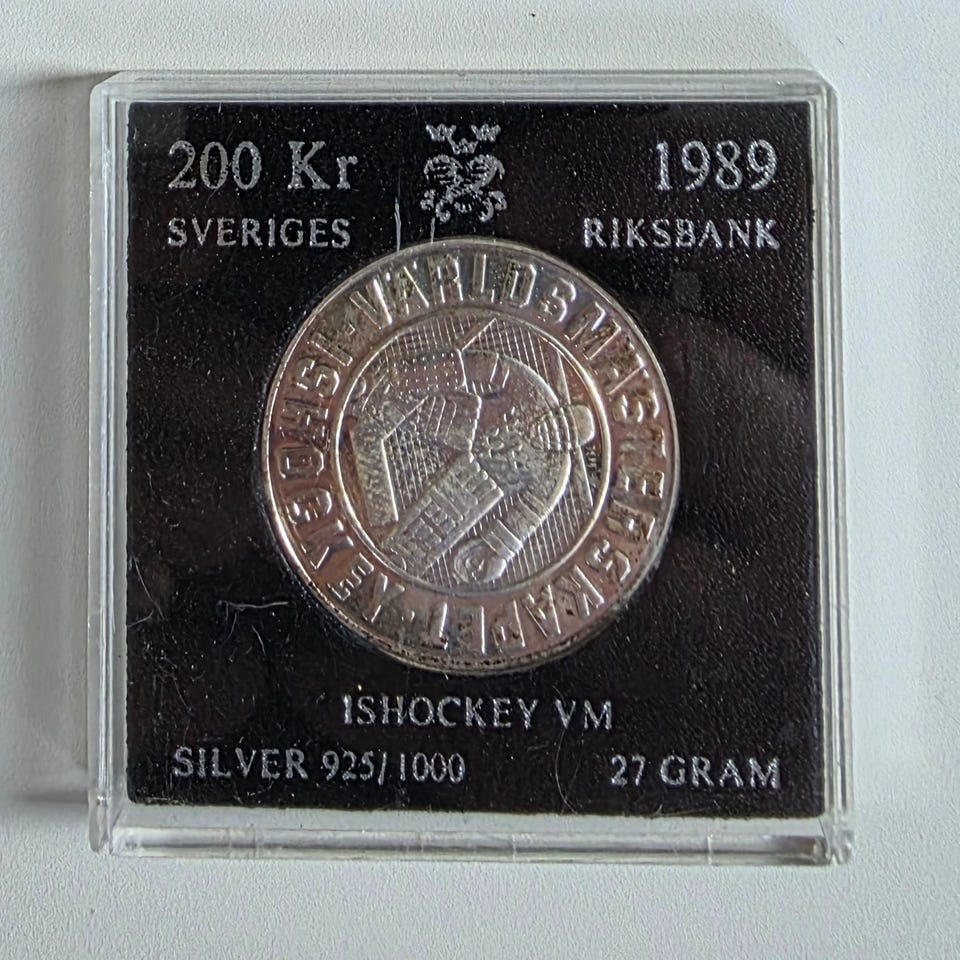 200 Kr
1989
SVERIGES
RIKSBANK
VÄRLDSMÄSTERSKAPET · ISHOCKEY
ISHOCKEY VM
SILVER 925/1000
27 GRAM